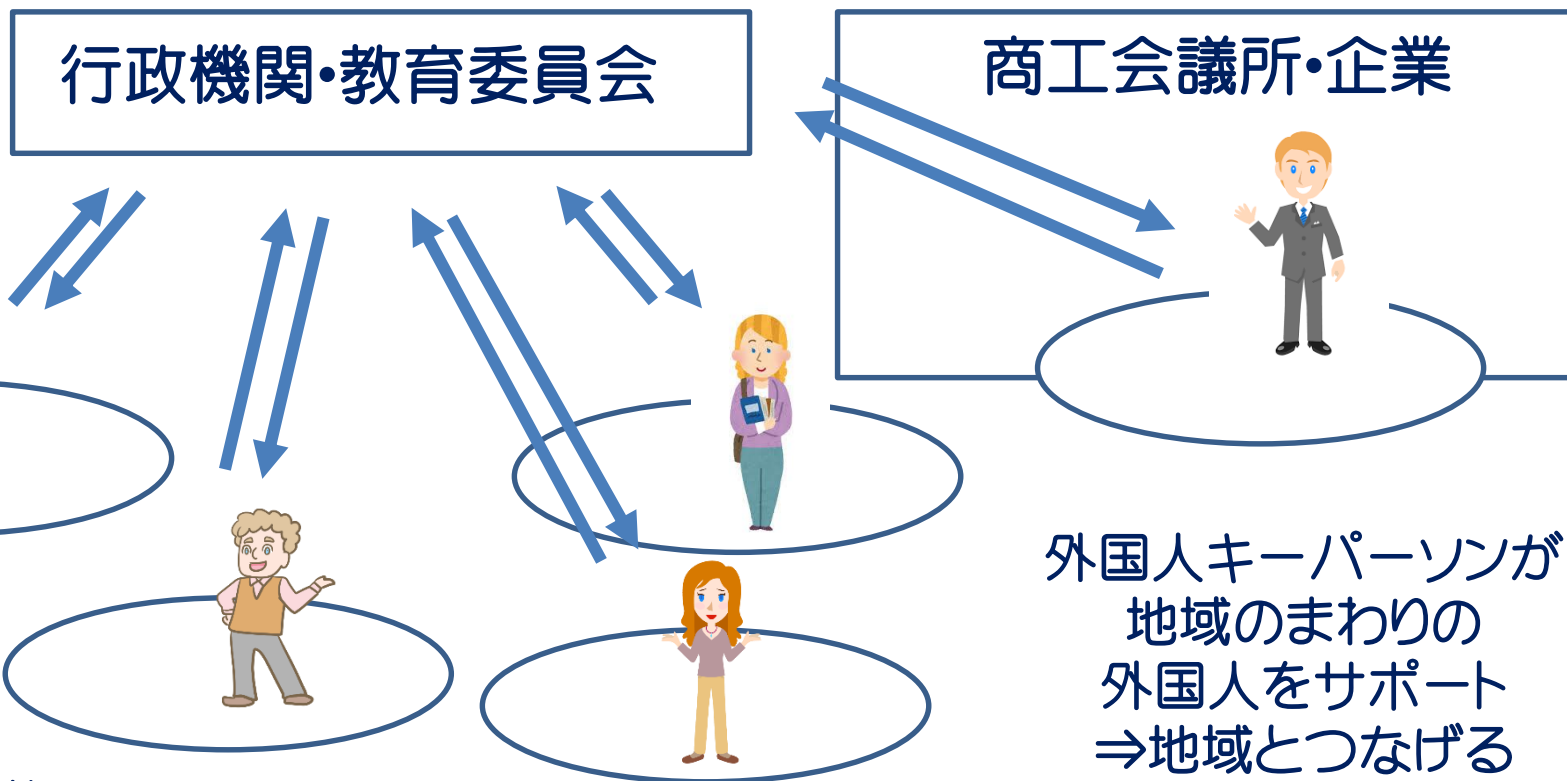 行政機関・教育委員会
商工会議所・企業
外国人キーパーソンが
地域のまわりの
外国人をサポート
⇒地域とつなげる